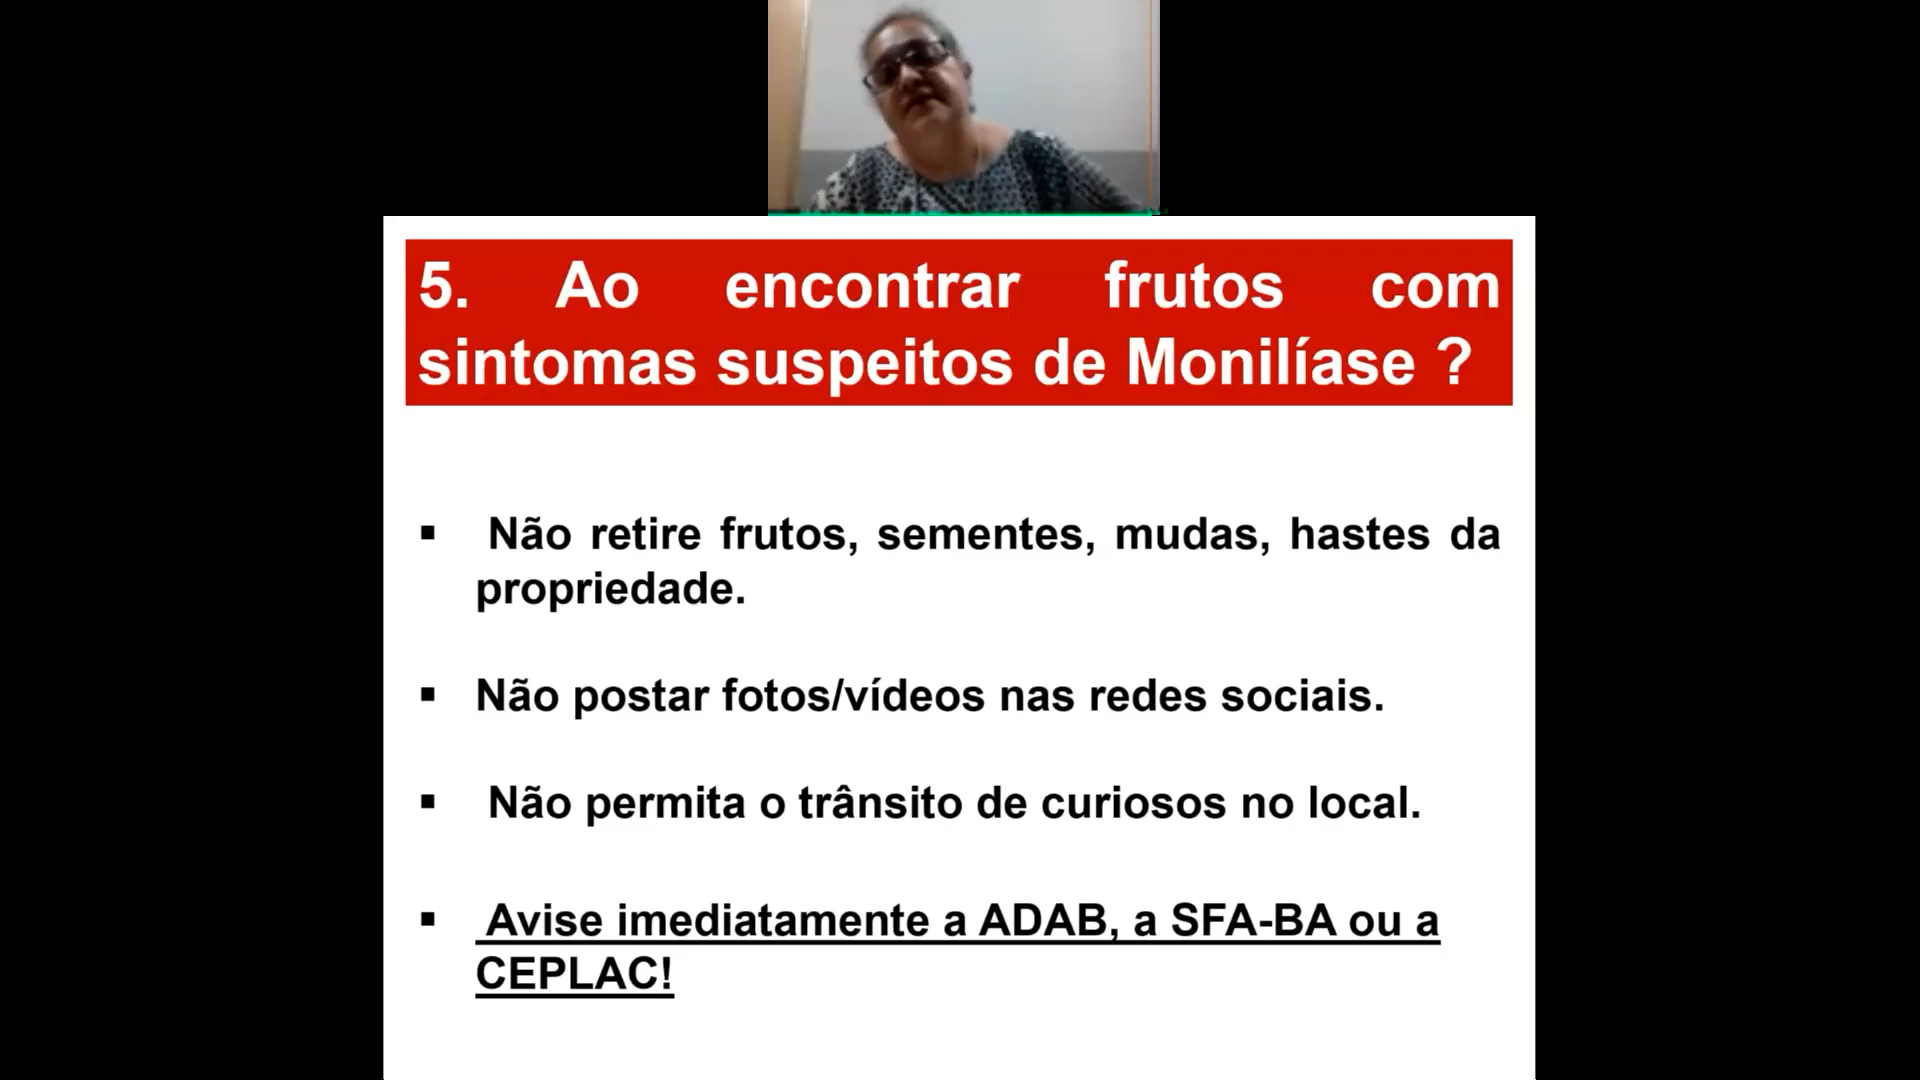 5. Ao encontrar frutos com
sintomas suspeitos de Monilíase ?
▪ Não retire frutos, sementes, mudas, hastes da
propriedade.
▪ Não postar fotos/vídeos nas redes sociais.
▪ Não permita o trânsito de curiosos no local.
▪ Avise imediatamente a ADAB, a SFA-BA ou a
CEPLAC!